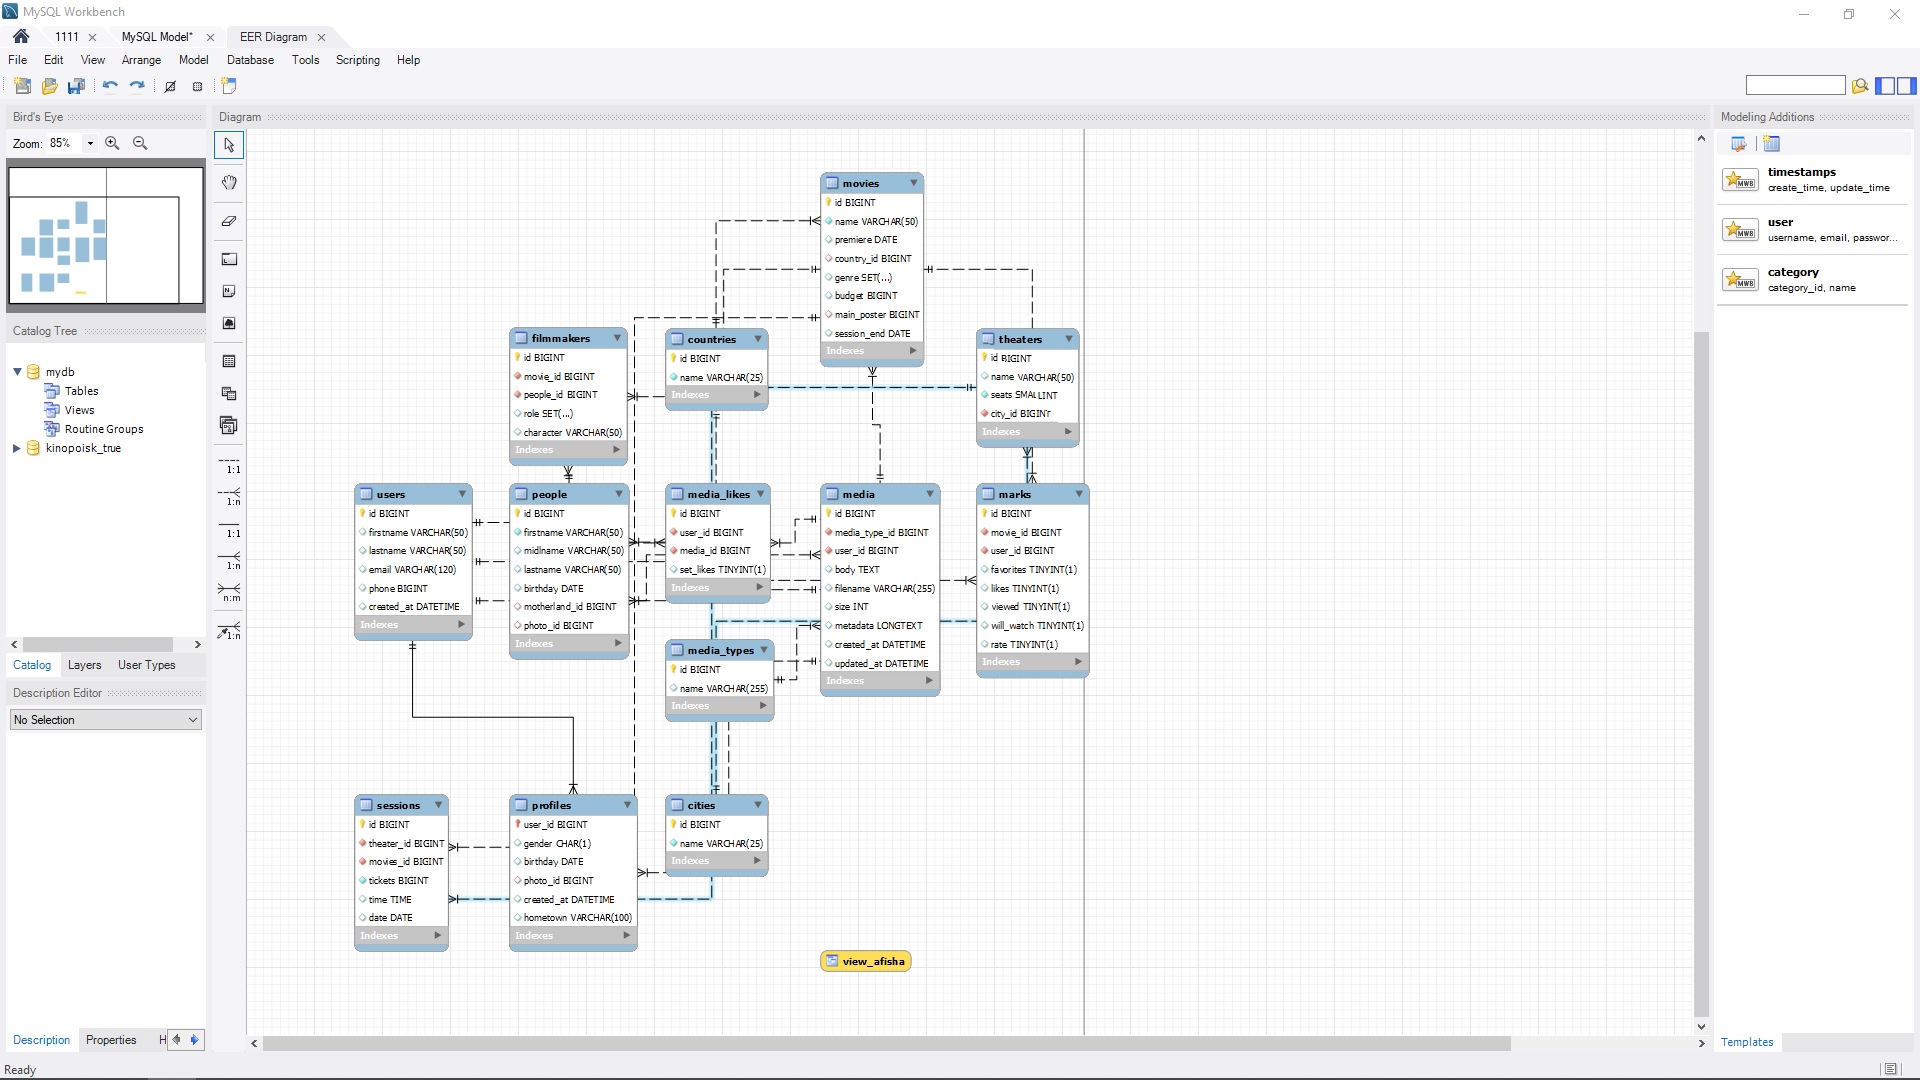 MySQL Workbench
1111
MySQL Model*
EER Diagram
File Edit View Arrange Model Database Tools Scripting Help
Bird's Eye
Zoom: 85%
Catalog Tree
mydb
Tables
Views
Routine Groups
kinopoisk_true
Catalog Layers User Types
Description Editor
No Selection
Description Properties H
Ready
Diagram
1:1
1:n
1:1
1:n
n:m
1:n
movies
id BIGINT
name VARCHAR(50)
premiere DATE
country_id BIGINT
genre SET(...)
budget BIGINT
main_poster BIGINT
session_end DATE
Indexes
filmmakers
id BIGINT
movie_id BIGINT
people_id BIGINT
role SET(...)
character VARCHAR(50)
Indexes
countries
id BIGINT
name VARCHAR(25)
Indexes
theaters
id BIGINT
name VARCHAR(50)
seats SMALLINT
city_id BIGINT
Indexes
users
id BIGINT
firstname VARCHAR(50)
lastname VARCHAR(50)
email VARCHAR(120)
phone BIGINT
created_at DATETIME
Indexes
people
id BIGINT
firstname VARCHAR(50)
midlname VARCHAR(50)
lastname VARCHAR(50)
birthday DATE
motherland_id BIGINT
photo_id BIGINT
Indexes
media_likes
id BIGINT
user_id BIGINT
media_id BIGINT
set_likes TINYINT(1)
Indexes
media
id BIGINT
media_type_id BIGINT
user_id BIGINT
body TEXT
filename VARCHAR(255)
size INT
metadata LONGTEXT
created_at DATETIME
updated_at DATETIME
Indexes
marks
id BIGINT
movie_id BIGINT
user_id BIGINT
favorites TINYINT(1)
likes TINYINT(1)
viewed TINYINT(1)
will_watch TINYINT(1)
rate TINYINT(1)
Indexes
media_types
id BIGINT
name VARCHAR(255)
Indexes
sessions
id BIGINT
theater_id BIGINT
movies_id BIGINT
tickets BIGINT
time TIME
date DATE
Indexes
profiles
user_id BIGINT
gender CHAR(1)
birthday DATE
photo_id BIGINT
created_at DATETIME
hometown VARCHAR(100)
Indexes
cities
id BIGINT
name VARCHAR(25)
Indexes
view_afisha
Modeling Additions
MWB
timestamps
create_time, update_time
MWB
user
username, email, passwor...
MWB
category
category_id, name
Templates